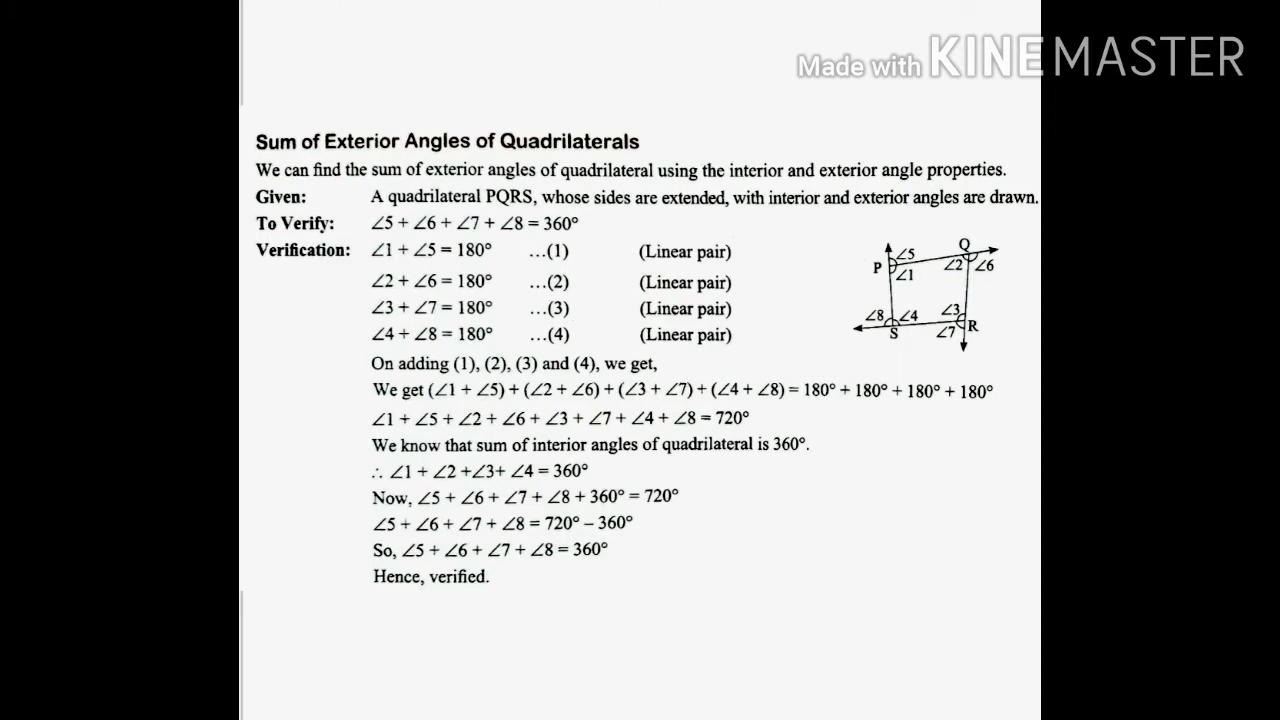 Made with KINEMASTER
Sum of Exterior Angles of Quadrilaterals
We can find the sum of exterior angles of quadrilateral using the interior and exterior angle properties.
Given: A quadrilateral PQRS, whose sides are extended, with interior and exterior angles are drawn.
To Verify: ∠5 + ∠6 + ∠7 + ∠8 = 360°
Verification: ∠1 + ∠5 = 180° …(1) (Linear pair)
∠2 + ∠6 = 180° …(2) (Linear pair)
∠3 + ∠7 = 180° …(3) (Linear pair)
∠4 + ∠8 = 180° …(4) (Linear pair)
Q
∠5
P ∠2 ∠6
∠1
∠8 ∠4 ∠3
S ∠7 R
On adding (1), (2), (3) and (4), we get,
We get (∠1 + ∠5) + (∠2 + ∠6) + (∠3 + ∠7) + (∠4 + ∠8) = 180° + 180° + 180° + 180°
∠1 + ∠5 + ∠2 + ∠6 + ∠3 + ∠7 + ∠4 + ∠8 = 720°
We know that sum of interior angles of quadrilateral is 360°.
∴ ∠1 + ∠2 +∠3+ ∠4 = 360°
Now, ∠5 + ∠6 + ∠7 + ∠8 + 360° = 720°
∠5 + ∠6 + ∠7 + ∠8 = 720° – 360°
So, ∠5 + ∠6 + ∠7 + ∠8 = 360°
Hence, verified.